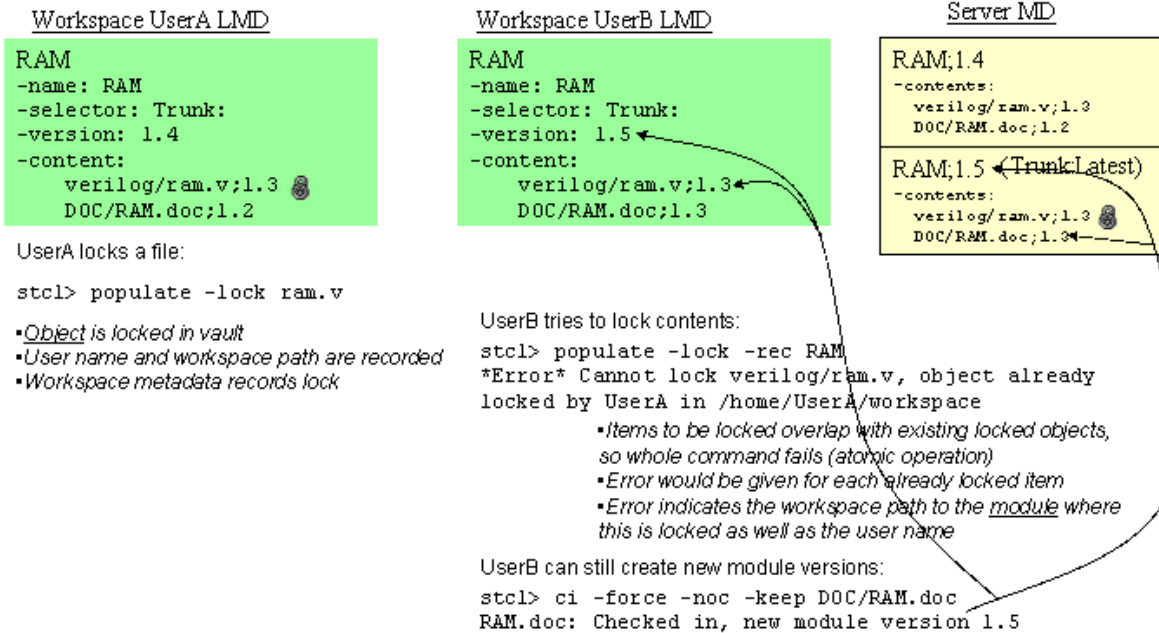 Workspace UserA LMD
RAM
-name: RAM
-selector: Trunk:
-version: 1.4
-content:
verilog/ram.v;1.3
DOC/RAM.doc;1.2
UserA locks a file:
stcl> populate -lock ram.v
▪Object is locked in vault
▪User name and workspace path are recorded
▪Workspace metadata records lock
Workspace UserB LMD
RAM
-name: RAM
-selector: Trunk:
-version: 1.5
-content:
verilog/ram.v;1.3
DOC/RAM.doc;1.3
UserB tries to lock contents:
stcl> populate -lock -rec RAM
*Error* Cannot lock verilog/ram.v, object already
locked by UserA in /home/UserA/workspace
▪Items to be locked overlap with existing locked objects,
so whole command fails (atomic operation)
▪Error would be given for each already locked item
▪Error indicates the workspace path to the module where
this is locked as well as the user name
UserB can still create new module versions:
stcl> ci -force -noc -keep DOC/RAM.doc
RAM.doc: Checked in, new module version 1.5
Server MD
RAM;1.4
-contents:
verilog/ram.v;1.3
DOC/RAM.doc;1.2
RAM;1.5 (Trunk:Latest)
-contents:
verilog/ram.v;1.3
DOC/RAM.doc;1.3